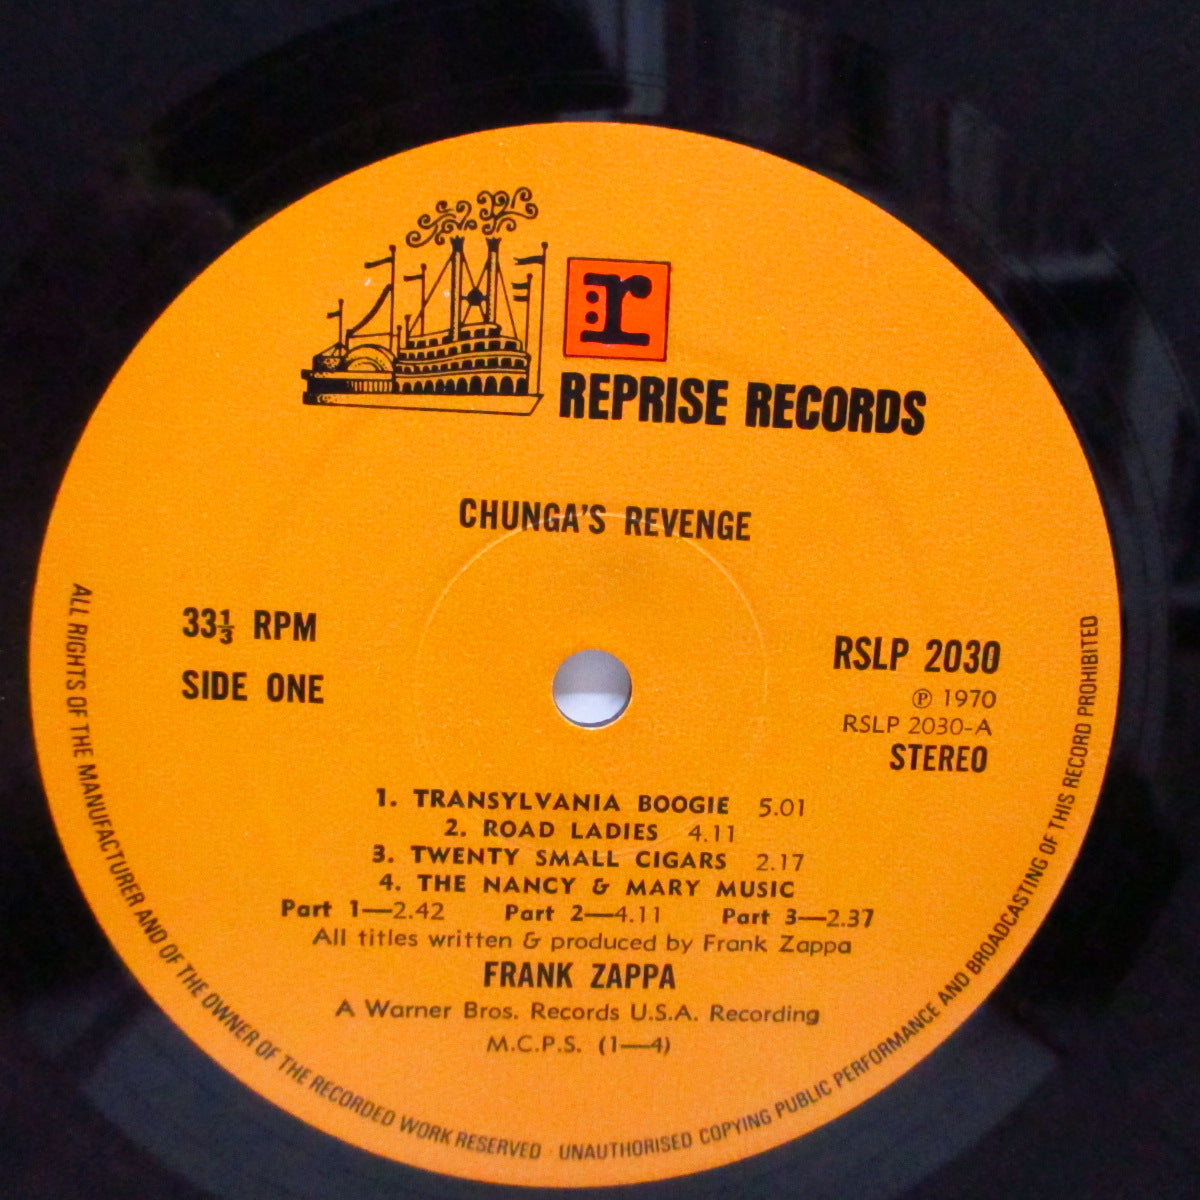 r
REPRISE RECORDS
CHUNGA'S REVENGE
33⅓ RPM
SIDE ONE
RSLP 2030
℗ 1970
RSLP 2030-A
STEREO
1. TRANSYLVANIA BOOGIE 5.01
2. ROAD LADIES 4.11
3. TWENTY SMALL CIGARS 2.17
4. THE NANCY & MARY MUSIC
Part 1—2.42 Part 2—4.11 Part 3—2.37
All titles written & produced by Frank Zappa
FRANK ZAPPA
A Warner Bros. Records U.S.A. Recording
M.C.P.S. (1—4)
ALL RIGHTS OF THE MANUFACTURER AND OF THE OWNER OF THE RECORDED WORK RESERVED · UNAUTHORISED COPYING PUBLIC PERFORMANCE AND BROADCASTING OF THIS RECORD PROHIBITED